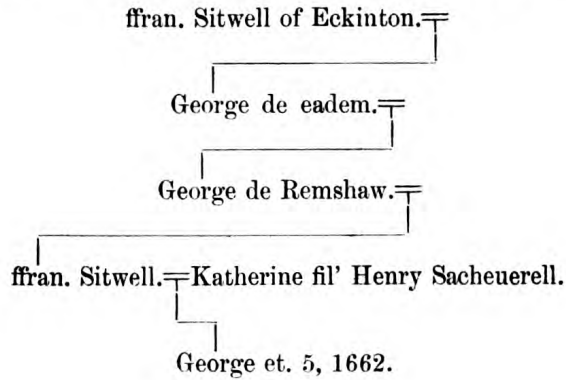 ffran. Sitwell of Eckinton.
George de eadem.
George de Remshaw.
ffran. Sitwell. Katherine fil' Henry Sacheuerell.
George et. 5, 1662.